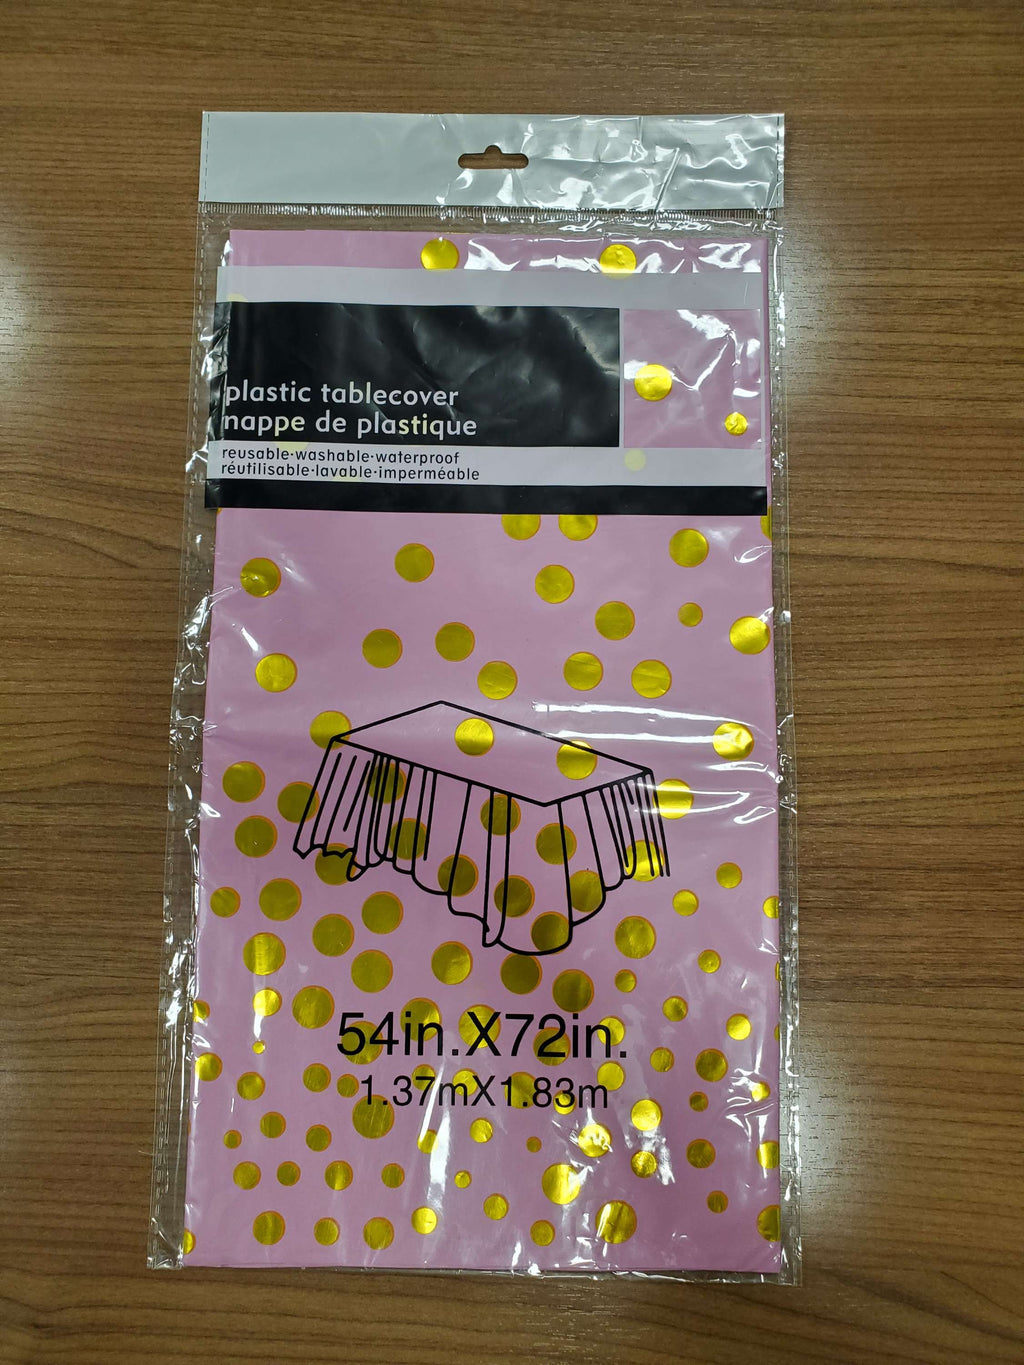 plastic tablecover
nappe de plastique
reusable·washable·waterproof
réutilisable·lavable·imperméable
54in.X72in.
1.37mX1.83m